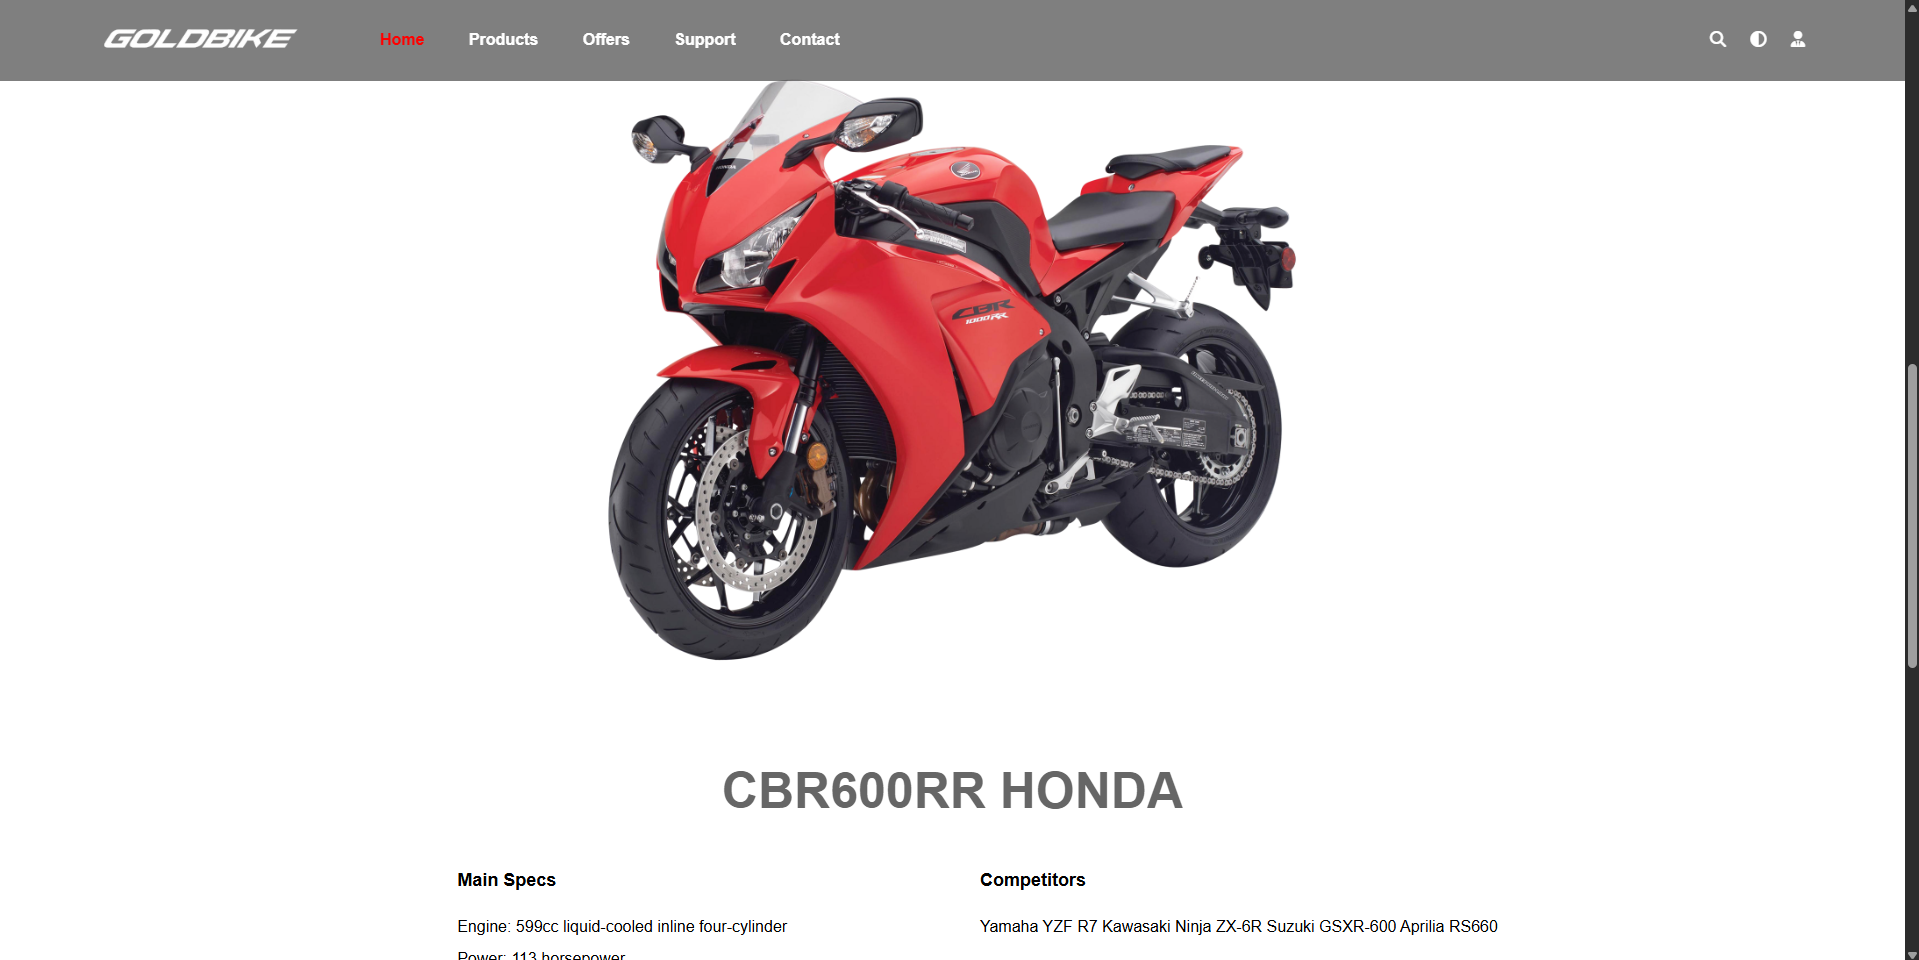 GOLDBIKE Home Products Offers Support Contact
HONDA
CBR
1000RR
CBR600RR HONDA
Main Specs
Engine: 599cc liquid-cooled inline four-cylinder
Power: 113 horsepower
Competitors
Yamaha YZF R7 Kawasaki Ninja ZX-6R Suzuki GSXR-600 Aprilia RS660